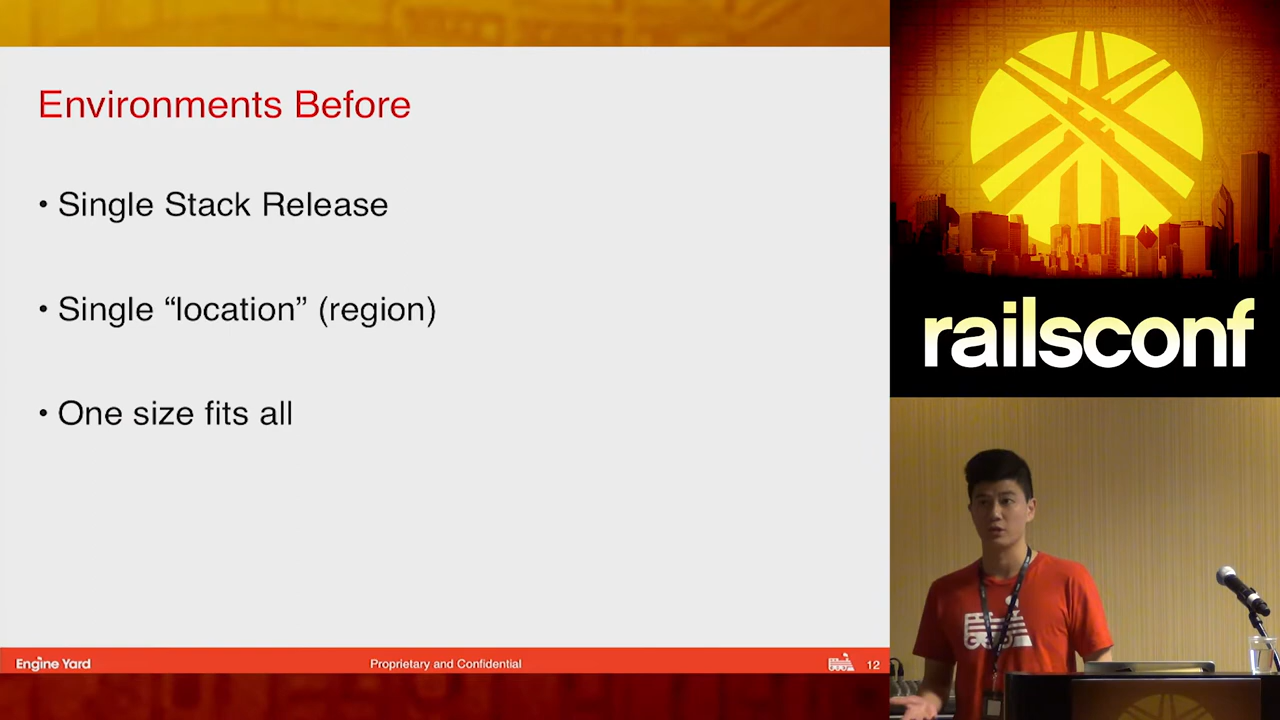 Environments Before
• Single Stack Release
• Single “location” (region)
• One size fits all
Engine Yard
Proprietary and Confidential
12
railsconf